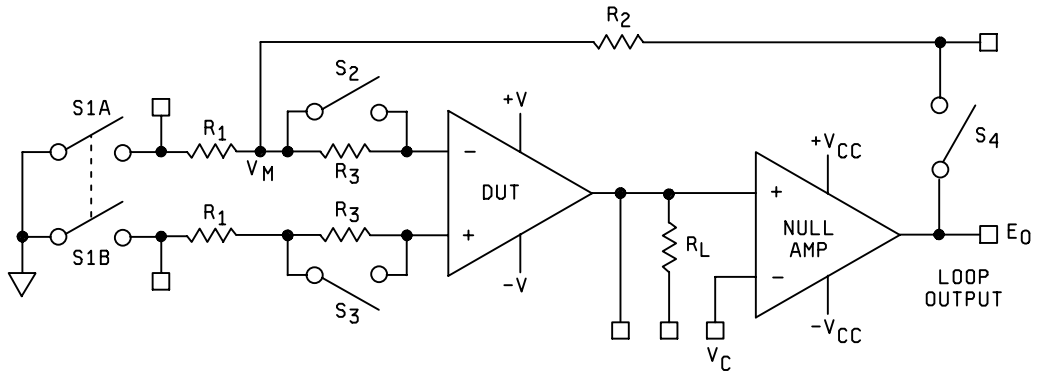 R2
S2
+V
S1A
R1
+VCC
S4
VM
R3
−
DUT
+
NULL
AMP
−
EO
LOOP
OUTPUT
R1
R3
+
RL
S1B
S3
−V
VC
−VCC